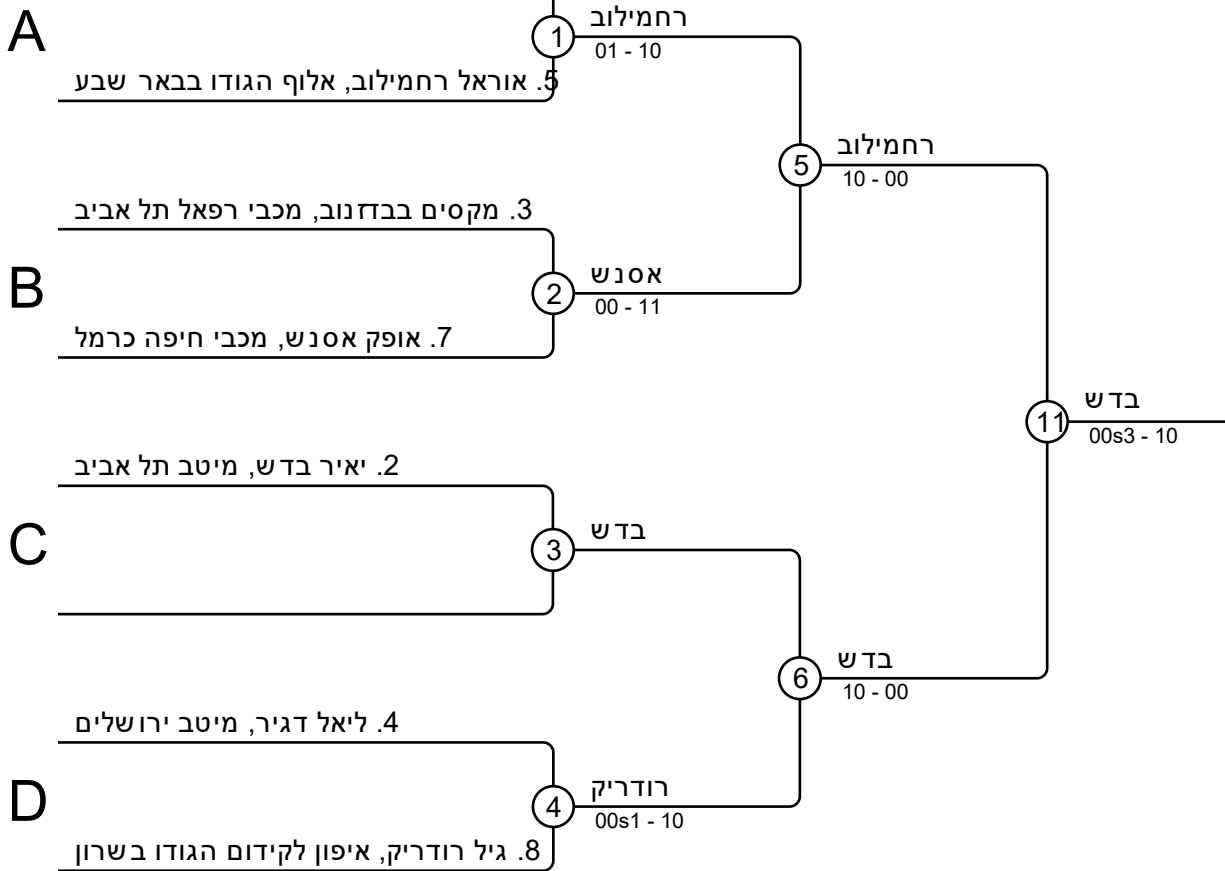 A
1
רחמילוב
01 - 10
5. אוראל רחמילוב, אלוף הגודו בבאר שבע
5
רחמילוב
10 - 00
3. מקסים מכבי רפאל תל אביב
B
2
אסנש
00 - 11
7. אופק אסנש, מכבי חיפה כרמל
11
בדש
00s3 - 10
2. יאיר בדש, מיטב תל אביב
C
3
בדש
6
בדש
10 - 00
4. ליאל דגיר, מיטב ירושלים
D
4
רודריק
00s1 - 10
8. גיל רודריק, איפון לקידום הגודו בשרון